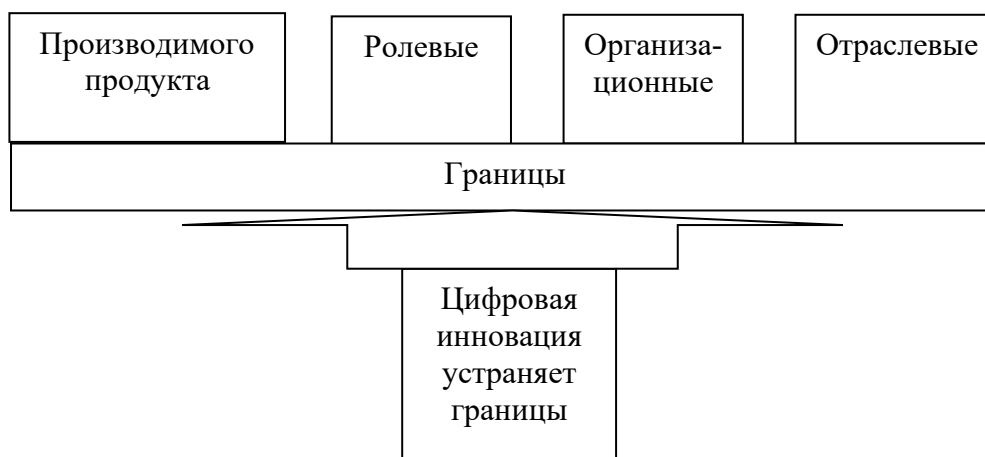 Производимого
продукта
Ролевые
Организа-
ционные
Отраслевые
Границы
Цифровая
инновация
устраняет
границы